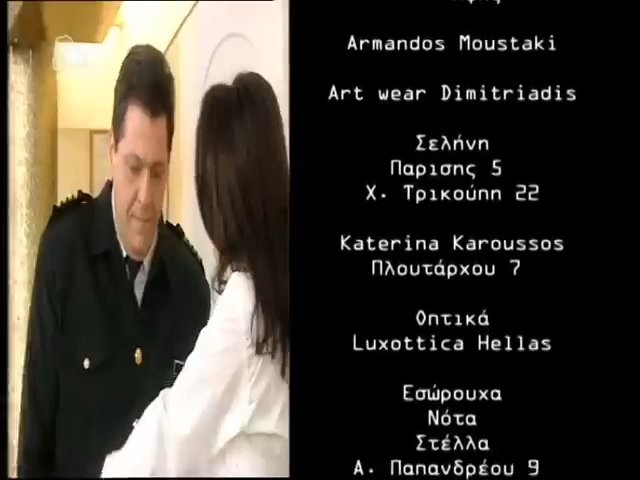 Armandos Moustaki
Art wear Dimitriadis
Σελήνη
Παρισης 5
Χ. Τρικούπη 22
Katerina Karoussos
Πλουτάρχου 7
Οπτικά
Luxottica Hellas
Εσώρουχα
Νότα
Στέλλα
Α. Παπανδρέου 9